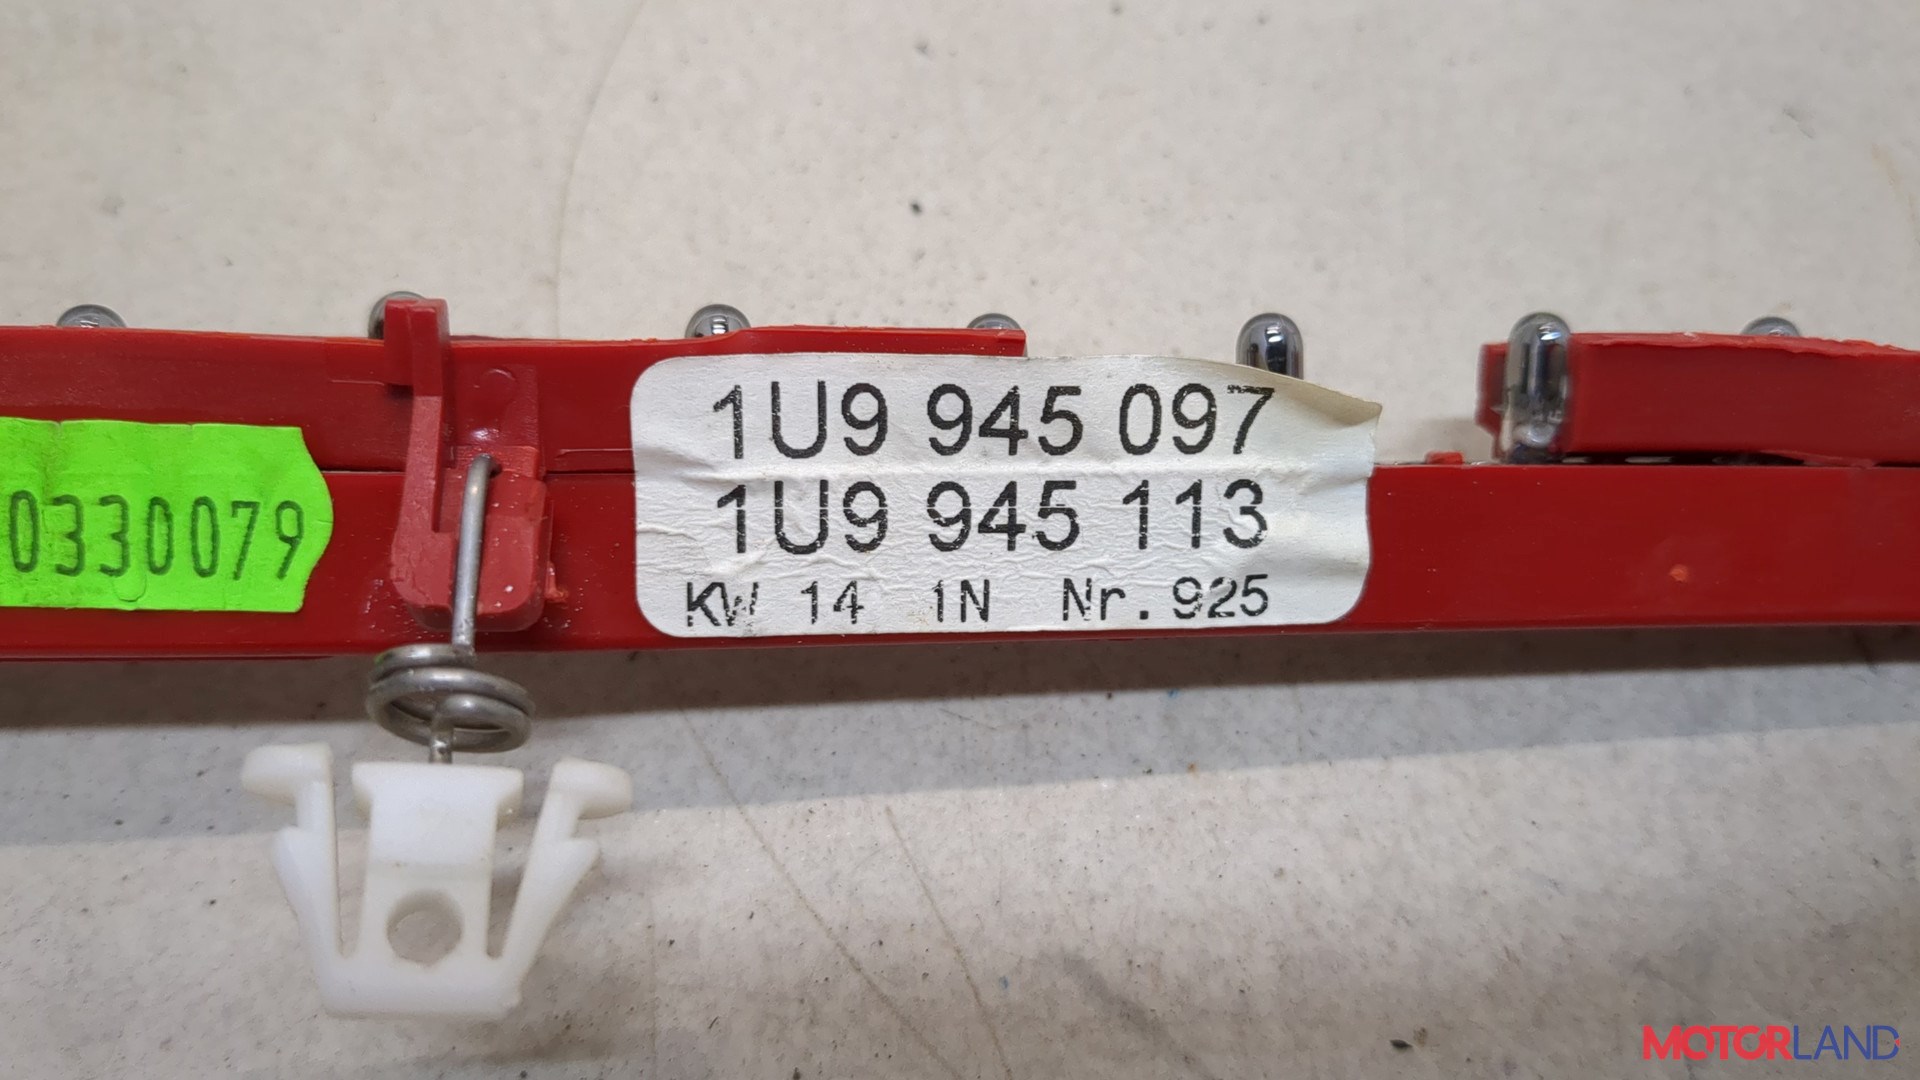 1U9 945 097
1U9 945 113
KW 14 1N Nr. 925
0330079
MOTORLAND